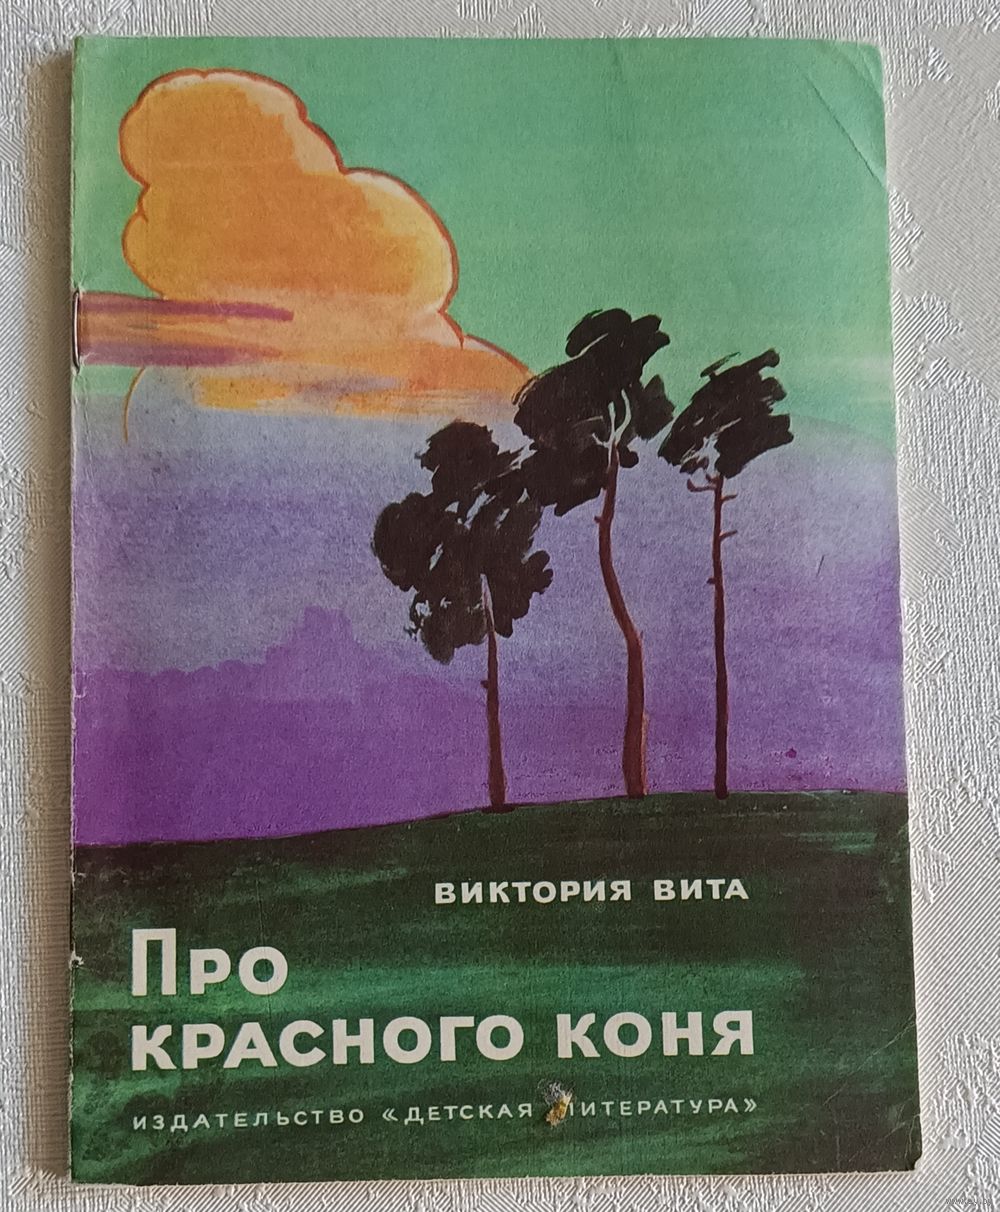 ВИКТОРИЯ ВИТА
ПРО
КРАСНОГО КОНЯ
ИЗДАТЕЛЬСТВО «ДЕТСКАЯ ЛИТЕРАТУРА»